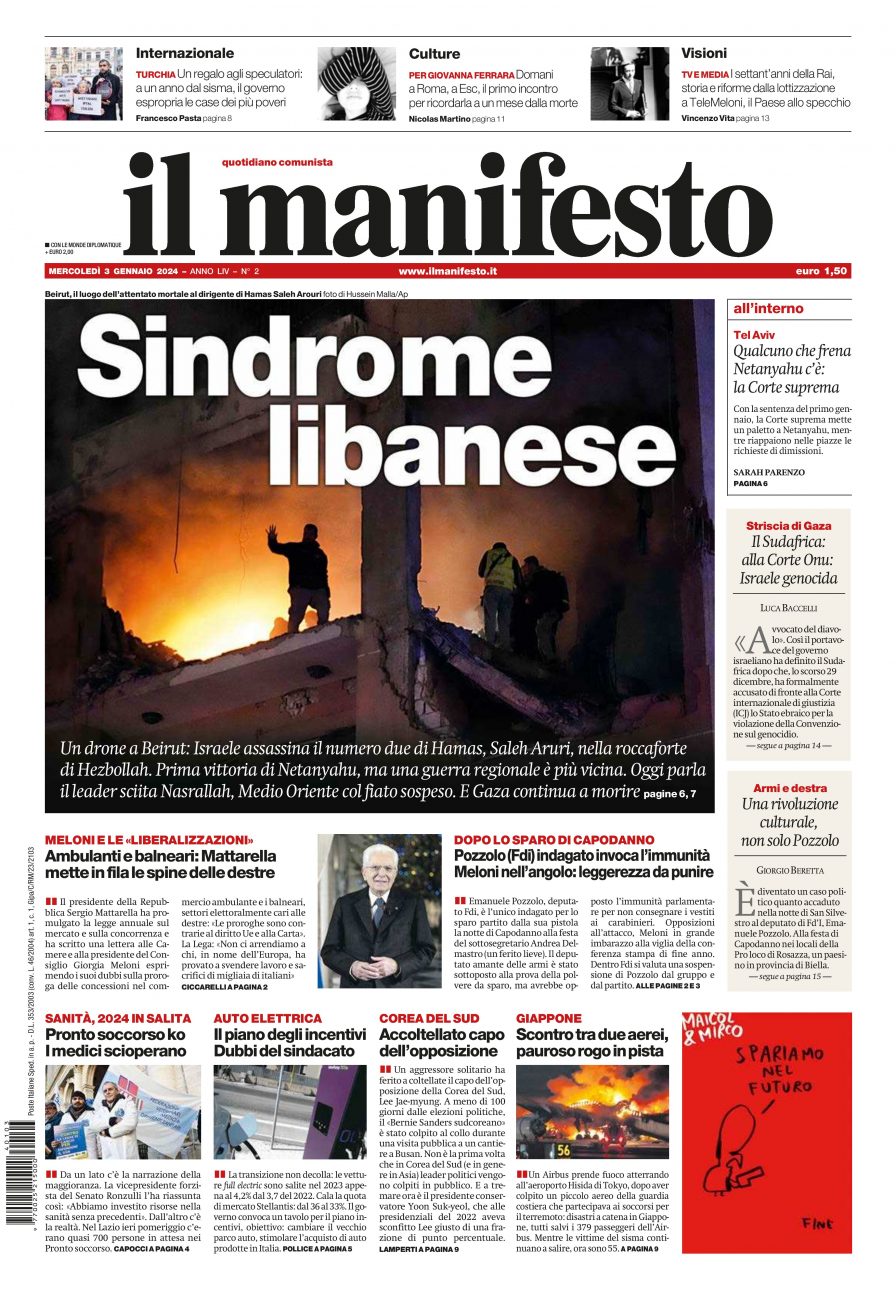 Internazionale
TURCHIA Un regalo agli speculatori:
a un anno dal sisma, il governo
espropria le case dei più poveri
Francesco Pasta pagina 8
Culture
PER GIOVANNA FERRARA Domani
a Roma, a Esc, il primo incontro
per ricordarla a un mese dalla morte
Nicolas Martino pagina 11
Visioni
TV E MEDIA I settant'anni della Rai,
storia e riforme dalla lottizzazione
a TeleMeloni, il Paese allo specchio
Vincenzo Vita pagina 13
quotidiano comunista
il manifesto
■ CON LE MONDE DIPLOMATIQUE
+ EURO 2,00
MERCOLEDÌ 3 GENNAIO 2024 – ANNO LIV – N° 2
www.ilmanifesto.it
euro 1,50
Beirut, il luogo dell'attentato mortale al dirigente di Hamas Saleh Arouri foto di Hussein Malla/Ap
Sindrome
libanese
Un drone a Beirut: Israele assassina il numero due di Hamas, Saleh Aruri, nella roccaforte
di Hezbollah. Prima vittoria di Netanyahu, ma una guerra regionale è più vicina. Oggi parla
il leader sciita Nasrallah, Medio Oriente col fiato sospeso. E Gaza continua a morire pagine 6, 7
all'interno
Tel Aviv
Qualcuno che frena
Netanyahu c'è:
la Corte suprema
Con la sentenza del primo gen-
naio, la Corte suprema mette
un paletto a Netanyahu, men-
tre riappaiono nelle piazze le
richieste di dimissioni.
SARAH PARENZO
PAGINA 6
Striscia di Gaza
Il Sudafrica:
alla Corte Onu:
Israele genocida
LUCA BACCELLI
«Avvocato del diavo-
lo». Così il portavo-
ce del governo
israeliano ha definito il Suda-
frica dopo che, lo scorso 29
dicembre, ha formalmente
accusato di fronte alla Corte
internazionale di giustizia
(ICJ) lo Stato ebraico per la
violazione della Convenzio-
ne sul genocidio.
— segue a pagina 14 —
Armi e destra
Una rivoluzione
culturale,
non solo Pozzolo
GIORGIO BERETTA
È diventato un caso poli-
tico quanto accaduto
nella notte di San Silve-
stro al deputato di Fd'I, Ema-
nuele Pozzolo. Alla festa di
Capodanno nei locali della
Pro loco di Rosazza, un paesi-
no in provincia di Biella.
— segue a pagina 15 —
MELONI E LE «LIBERALIZZAZIONI»
Ambulanti e balneari: Mattarella
mette in fila le spine delle destre
Il presidente della Repub-
blica Sergio Mattarella ha pro-
mulgato la legge annuale sul
mercato e sulla concorrenza e
ha scritto una lettera alle Ca-
mere e alla presidente del Con-
siglio Giorgia Meloni espri-
mendo i suoi dubbi sulla proro-
ga delle concessioni nel com-
mercio ambulante e i balneari,
settori elettoralmente cari alle
destre: «Le proroghe sono con-
trarie al diritto Ue e alla Carta».
La Lega: «Non ci arrendiamo a
chi, in nome dell'Europa, ha
provato a svendere lavoro e sa-
crifici di migliaia di italiani»
CICCARELLI A PAGINA 2
DOPO LO SPARO DI CAPODANNO
Pozzolo (Fdi) indagato invoca l'immunità
Meloni nell'angolo: leggerezza da punire
Emanuele Pozzolo, deputa-
to Fdi, è l'unico indagato per lo
sparo partito dalla sua pistola
la notte di Capodanno alla festa
del sottosegretario Andrea Del-
mastro (un ferito lieve). Il depu-
tato amante delle armi è stato
sottoposto alla prova della pol-
vere da sparo, ma avrebbe op-
posto l'immunità parlamenta-
re per non consegnare i vestiti
ai carabinieri. Opposizioni
all'attacco, Meloni in grande
imbarazzo alla vigilia della con-
ferenza stampa di fine anno.
Dentro Fdi si valuta una sospen-
sione di Pozzolo dal gruppo e
dal partito. ALLE PAGINE 2 E 3
SANITÀ, 2024 IN SALITA
Pronto soccorso ko
I medici scioperano
Da un lato c'è la narrazione della
maggioranza. La vicepresidente forzi-
sta del Senato Ronzulli l'ha riassunta
così: «Abbiamo investito risorse nella
sanità senza precedenti». Dall'altro c'è
la realtà. Nel Lazio ieri pomeriggio c'e-
rano quasi 700 persone in attesa nei
Pronto soccorso. CAPOCCI A PAGINA 4
AUTO ELETTRICA
Il piano degli incentivi
Dubbi del sindacato
La transizione non decolla: le vettu-
re full electric sono salite nel 2023 appe-
na al 4,2% dal 3,7 del 2022. Cala la quota
di mercato Stellantis: dal 36 al 33%. Il go-
verno convoca un tavolo per il piano in-
centivi, obiettivo: cambiare il vecchio
parco auto, stimolare l'acquisto di auto
prodotte in Italia. POLLICE A PAGINA 5
COREA DEL SUD
Accoltellato capo
dell'opposizione
Un aggressore solitario ha
ferito a coltellate il capo dell'op-
posizione della Corea del Sud,
Lee Jae-myung. A meno di 100
giorni dalle elezioni politiche,
il «Bernie Sanders sudcoreano»
è stato colpito al collo durante
una visita pubblica a un cantie-
re a Busan. Non è la prima volta
che in Corea del Sud (e in gene-
re in Asia) leader politici vengo-
no colpiti in pubblico. E a tre-
mare ora è il presidente conser-
vatore Yoon Suk-yeol, che alle
presidenziali del 2022 aveva
sconfitto Lee giusto di una fra-
zione di punto percentuale.
LAMPERTI A PAGINA 9
GIAPPONE
Scontro tra due aerei,
pauroso rogo in pista
56
Un Airbus prende fuoco atterrando
all'aeroporto Hisida di Tokyo, dopo aver
colpito un piccolo aereo della guardia
costiera che partecipava ai soccorsi per
il terremoto: disastri a catena in Giappo-
ne, tutti salvi i 379 passeggeri dell'Air-
bus. Mentre le vittime del sisma conti-
nuano a salire, ora sono 55. A PAGINA 9
MAICOL
& MIRCO
SPARIAMO
NEL
FUTURO
FINE
Poste Italiane Sped. in a. p. - D.L. 353/2003 (conv. L. 46/2004) art. 1, c. 1, Gipa/C/RM/23/2103
40103
9 770025 215000